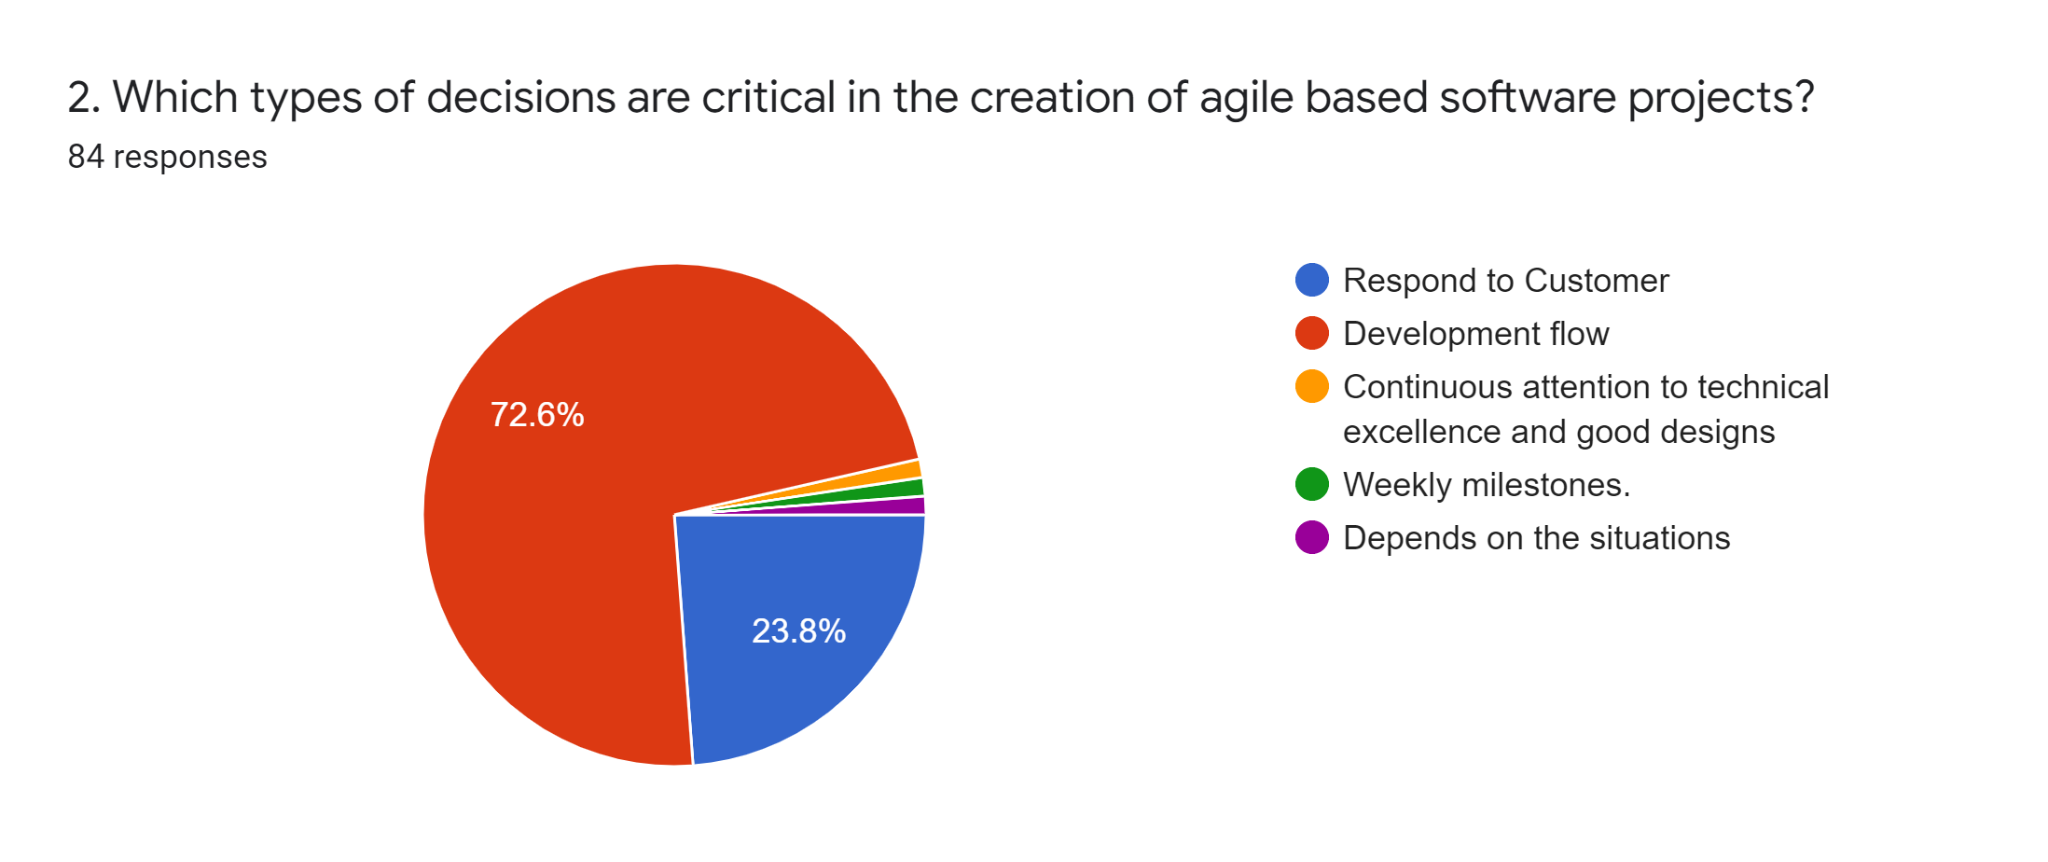 2. Which types of decisions are critical in the creation of agile based software projects?
84 responses
72.6%
23.8%
Respond to Customer
Development flow
Continuous attention to technical
excellence and good designs
Weekly milestones.
Depends on the situations